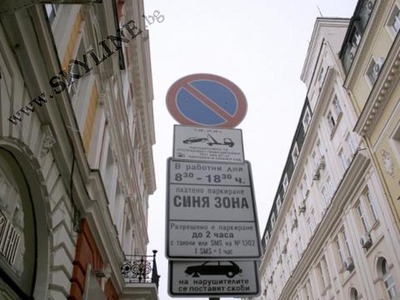 www.SKYLINE.bg
В РАБОТНИ ДНИ
8³⁰ - 18³⁰ Ч.
платено паркиране
СИНЯ ЗОНА
Разрешено е паркиране
до 2 часа
с талони или SMS на № 1302
1 SMS = 1 час
на нарушителите
се поставят скоби